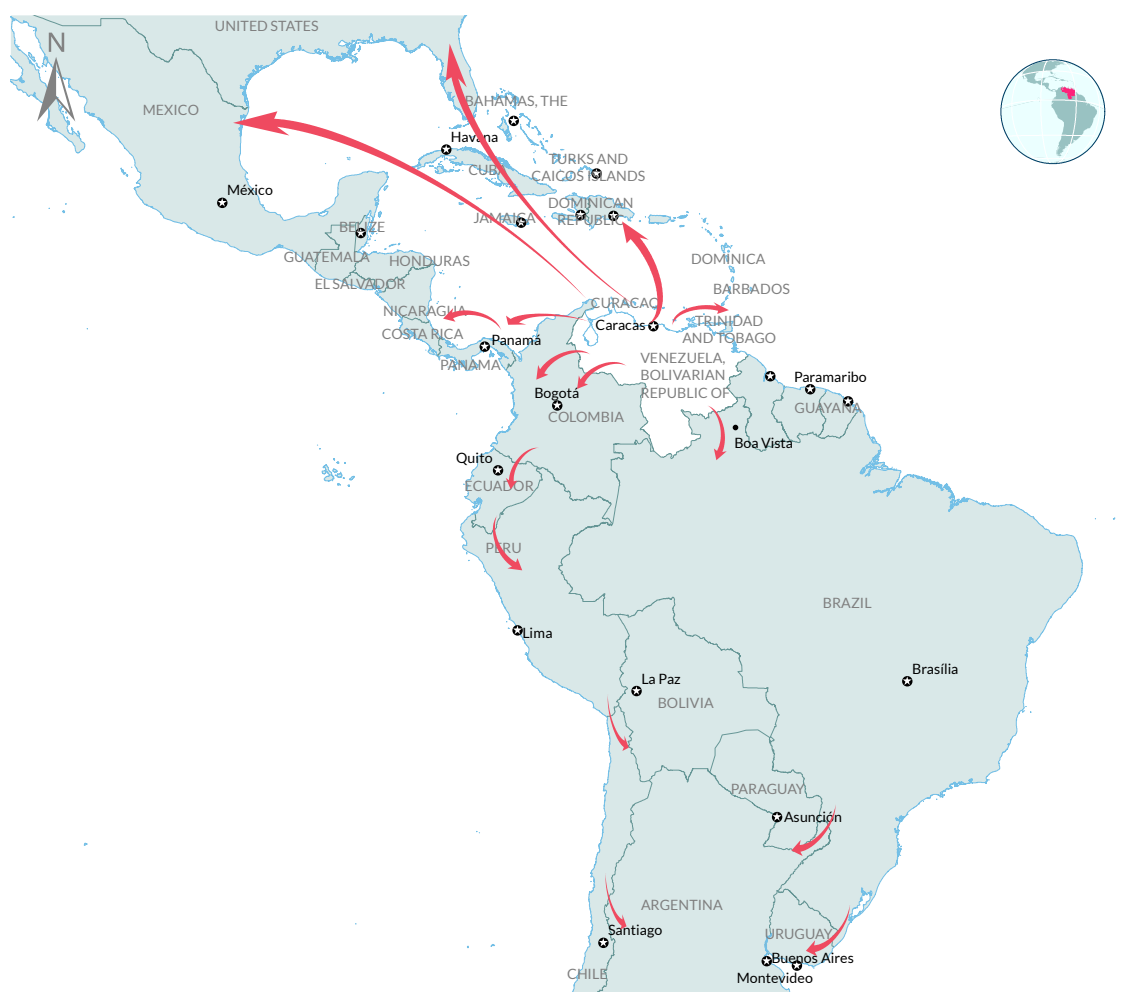 UNITED STATES
N
MEXICO
BAHAMAS, THE
Havana
CUBA
TURKS AND
CAICOS ISLANDS
México
DOMINICAN
REPUBLIC
JAMAICA
BELIZE
GUATEMALA
HONDURAS
DOMINICA
EL SALVADOR
BARBADOS
CURACAO
NICARAGUA
TRINIDAD
AND TOBAGO
Caracas
COSTA RICA
Panamá
PANAMA
VENEZUELA,
BOLIVARIAN
REPUBLIC OF
Paramaribo
Bogotá
GUAYANA
COLOMBIA
Boa Vista
Quito
ECUADOR
PERU
BRAZIL
Lima
Brasília
La Paz
BOLIVIA
PARAGUAY
Asunción
ARGENTINA
Santiago
URUGUAY
Buenos Aires
CHILE
Montevideo